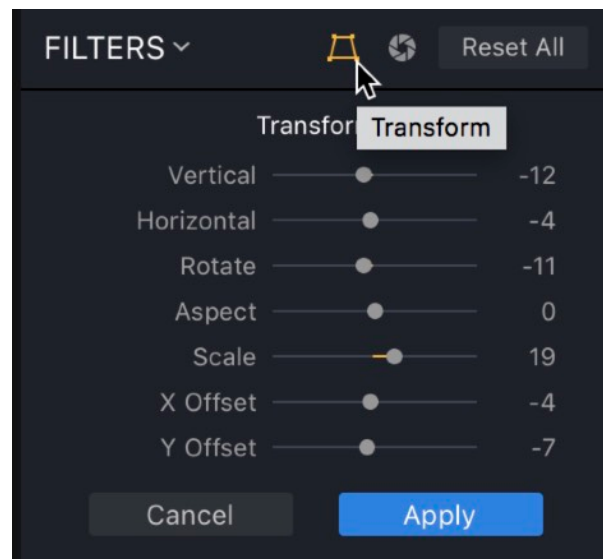 FILTERS Reset All
Transfor Transform
Vertical -12
Horizontal -4
Rotate -11
Aspect 0
Scale 19
X Offset -4
Y Offset -7
Cancel Apply